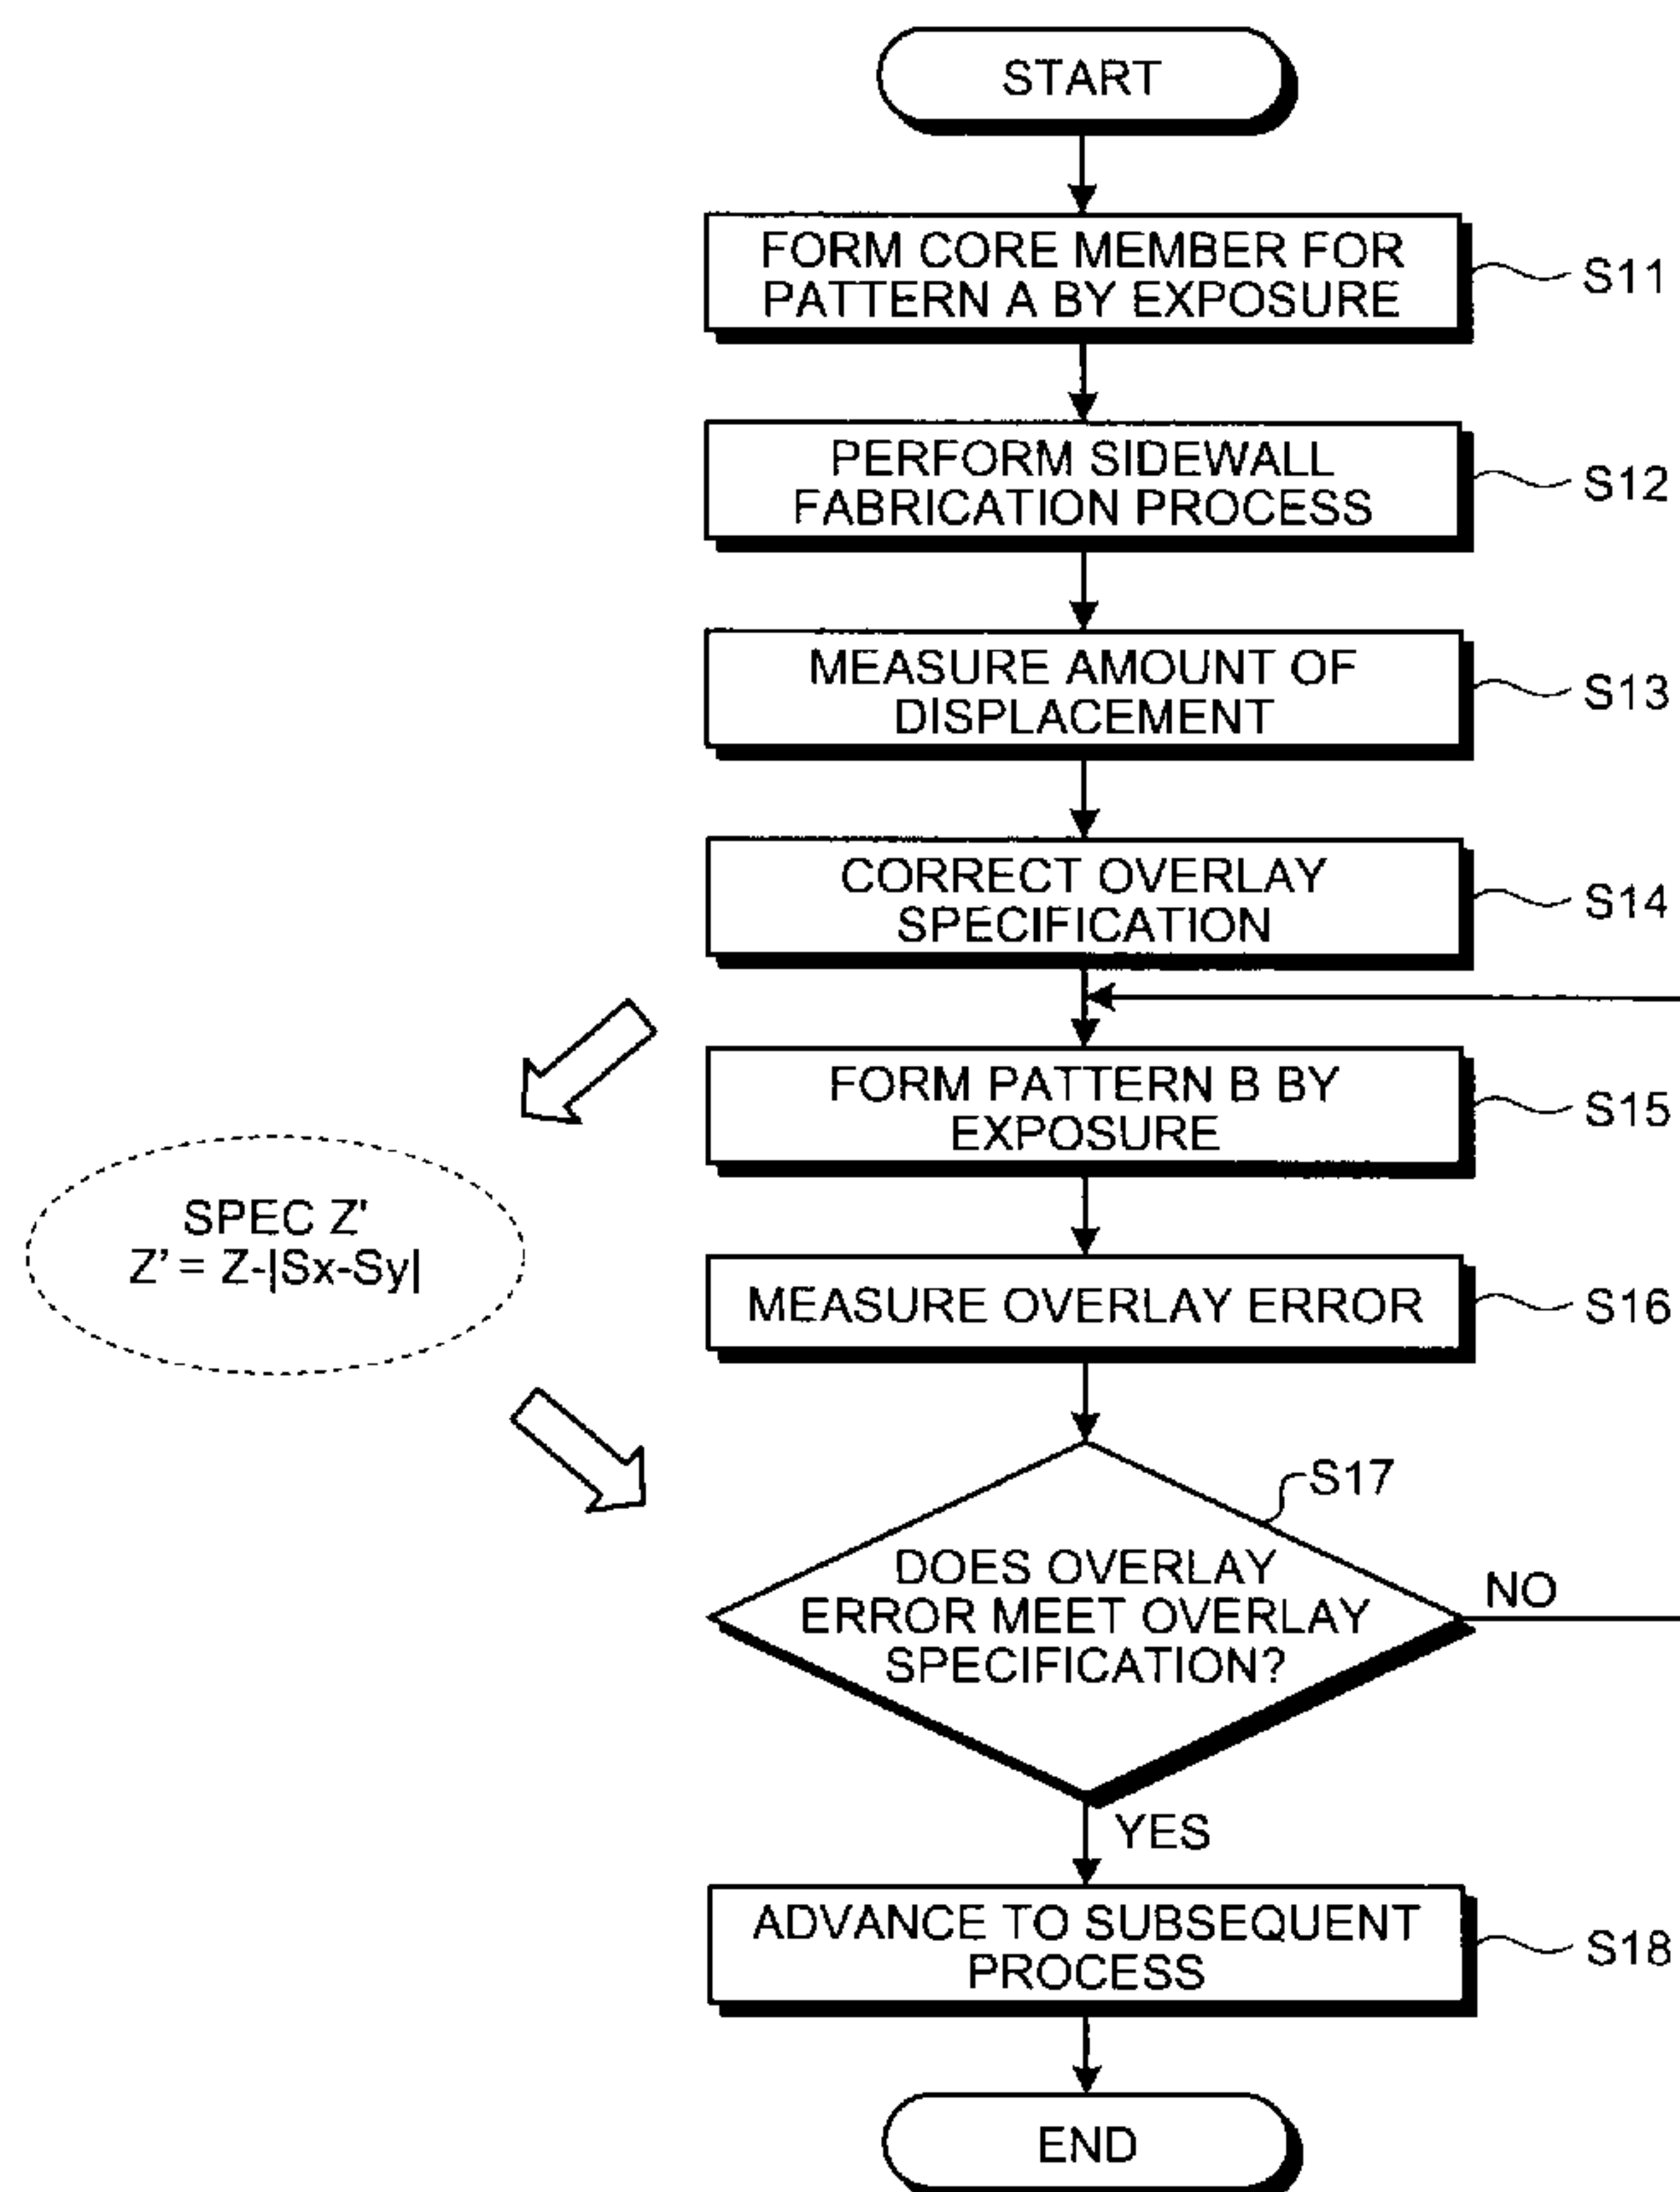 START
FORM CORE MEMBER FOR
PATTERN A BY EXPOSURE
S11
PERFORM SIDEWALL
FABRICATION PROCESS
S12
MEASURE AMOUNT OF
DISPLACEMENT
S13
CORRECT OVERLAY
SPECIFICATION
S14
FORM PATTERN B BY
EXPOSURE
S15
SPEC Z'
Z' = Z-|Sx-Sy|
MEASURE OVERLAY ERROR
S16
S17
DOES OVERLAY
ERROR MEET OVERLAY
SPECIFICATION?
NO
YES
ADVANCE TO SUBSEQUENT
PROCESS
S18
END